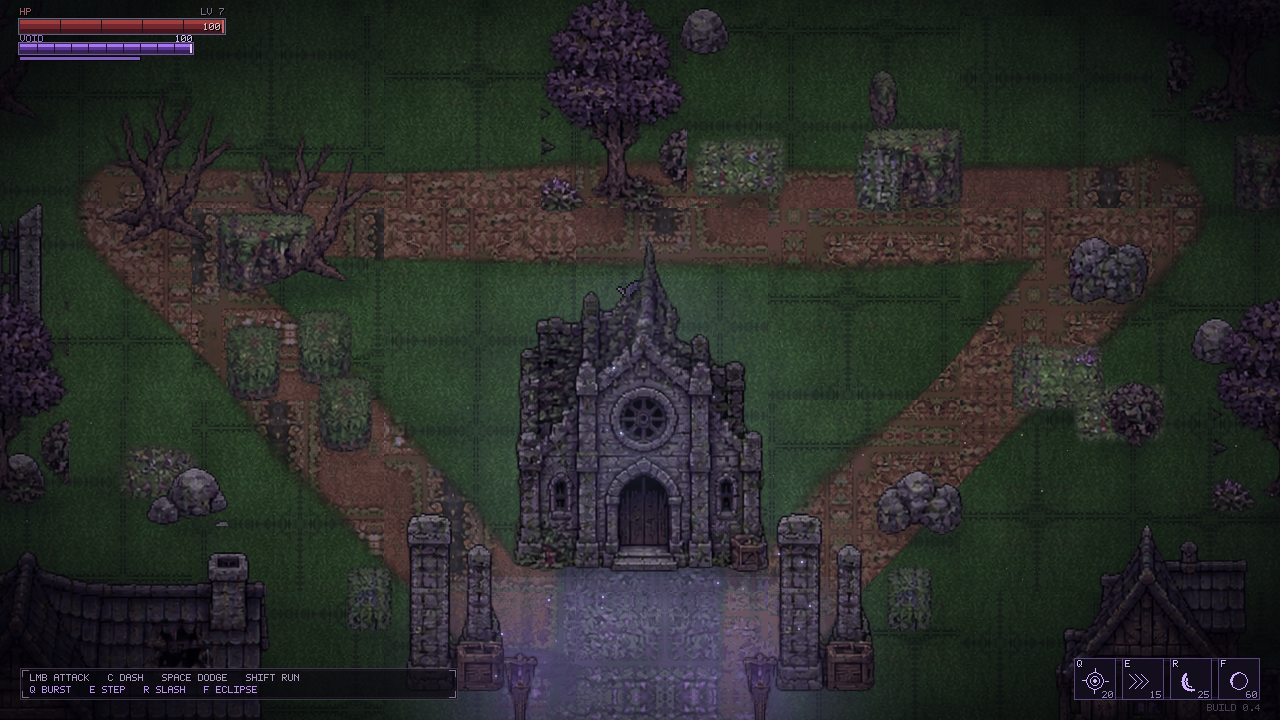 HP LV 7
100
VOID 100
LMB ATTACK C DASH SPACE DODGE SHIFT RUN
Q BURST E STEP R SLASH F ECLIPSE
Q E R F
20 15 25 60
BUILD 0.4